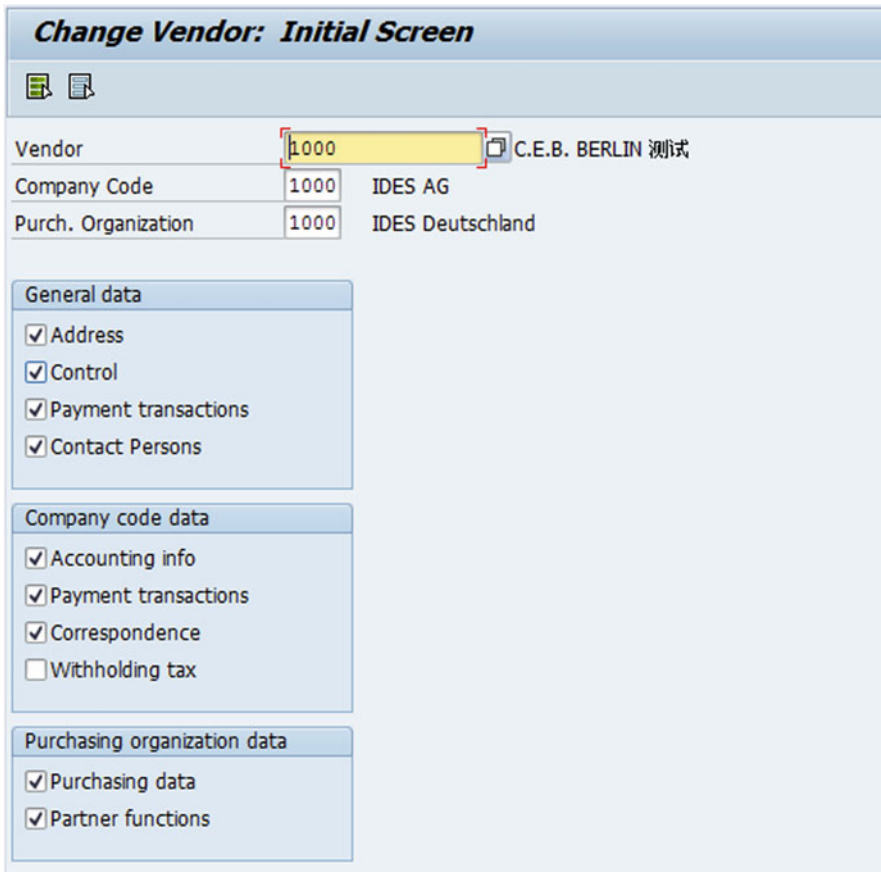 Change Vendor: Initial Screen
Vendor 1000 C.E.B. BERLIN 测试
Company Code 1000 IDES AG
Purch. Organization 1000 IDES Deutschland
General data
Address
Control
Payment transactions
Contact Persons
Company code data
Accounting info
Payment transactions
Correspondence
Withholding tax
Purchasing organization data
Purchasing data
Partner functions